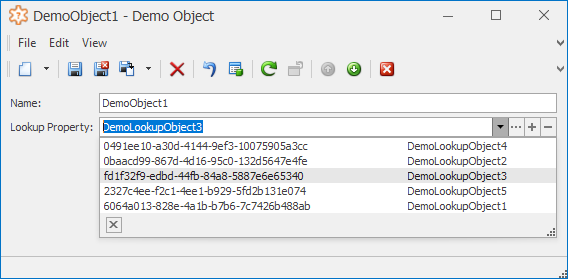 DemoObject1 - Demo Object
File Edit View
Name: DemoObject1
Lookup Property: DemoLookupObject3
0491ee10-a30d-4144-9ef3-10075905a3cc DemoLookupObject4
0baacd99-867d-4d16-95c0-132d5647e4fe DemoLookupObject2
fd1f32f9-edbd-44fb-84a8-5887e6e65340 DemoLookupObject3
2327c4ee-f2c1-4ee1-b929-5fd2b131e074 DemoLookupObject5
6064a013-828e-4a1b-b7b6-7c7426b488ab DemoLookupObject1